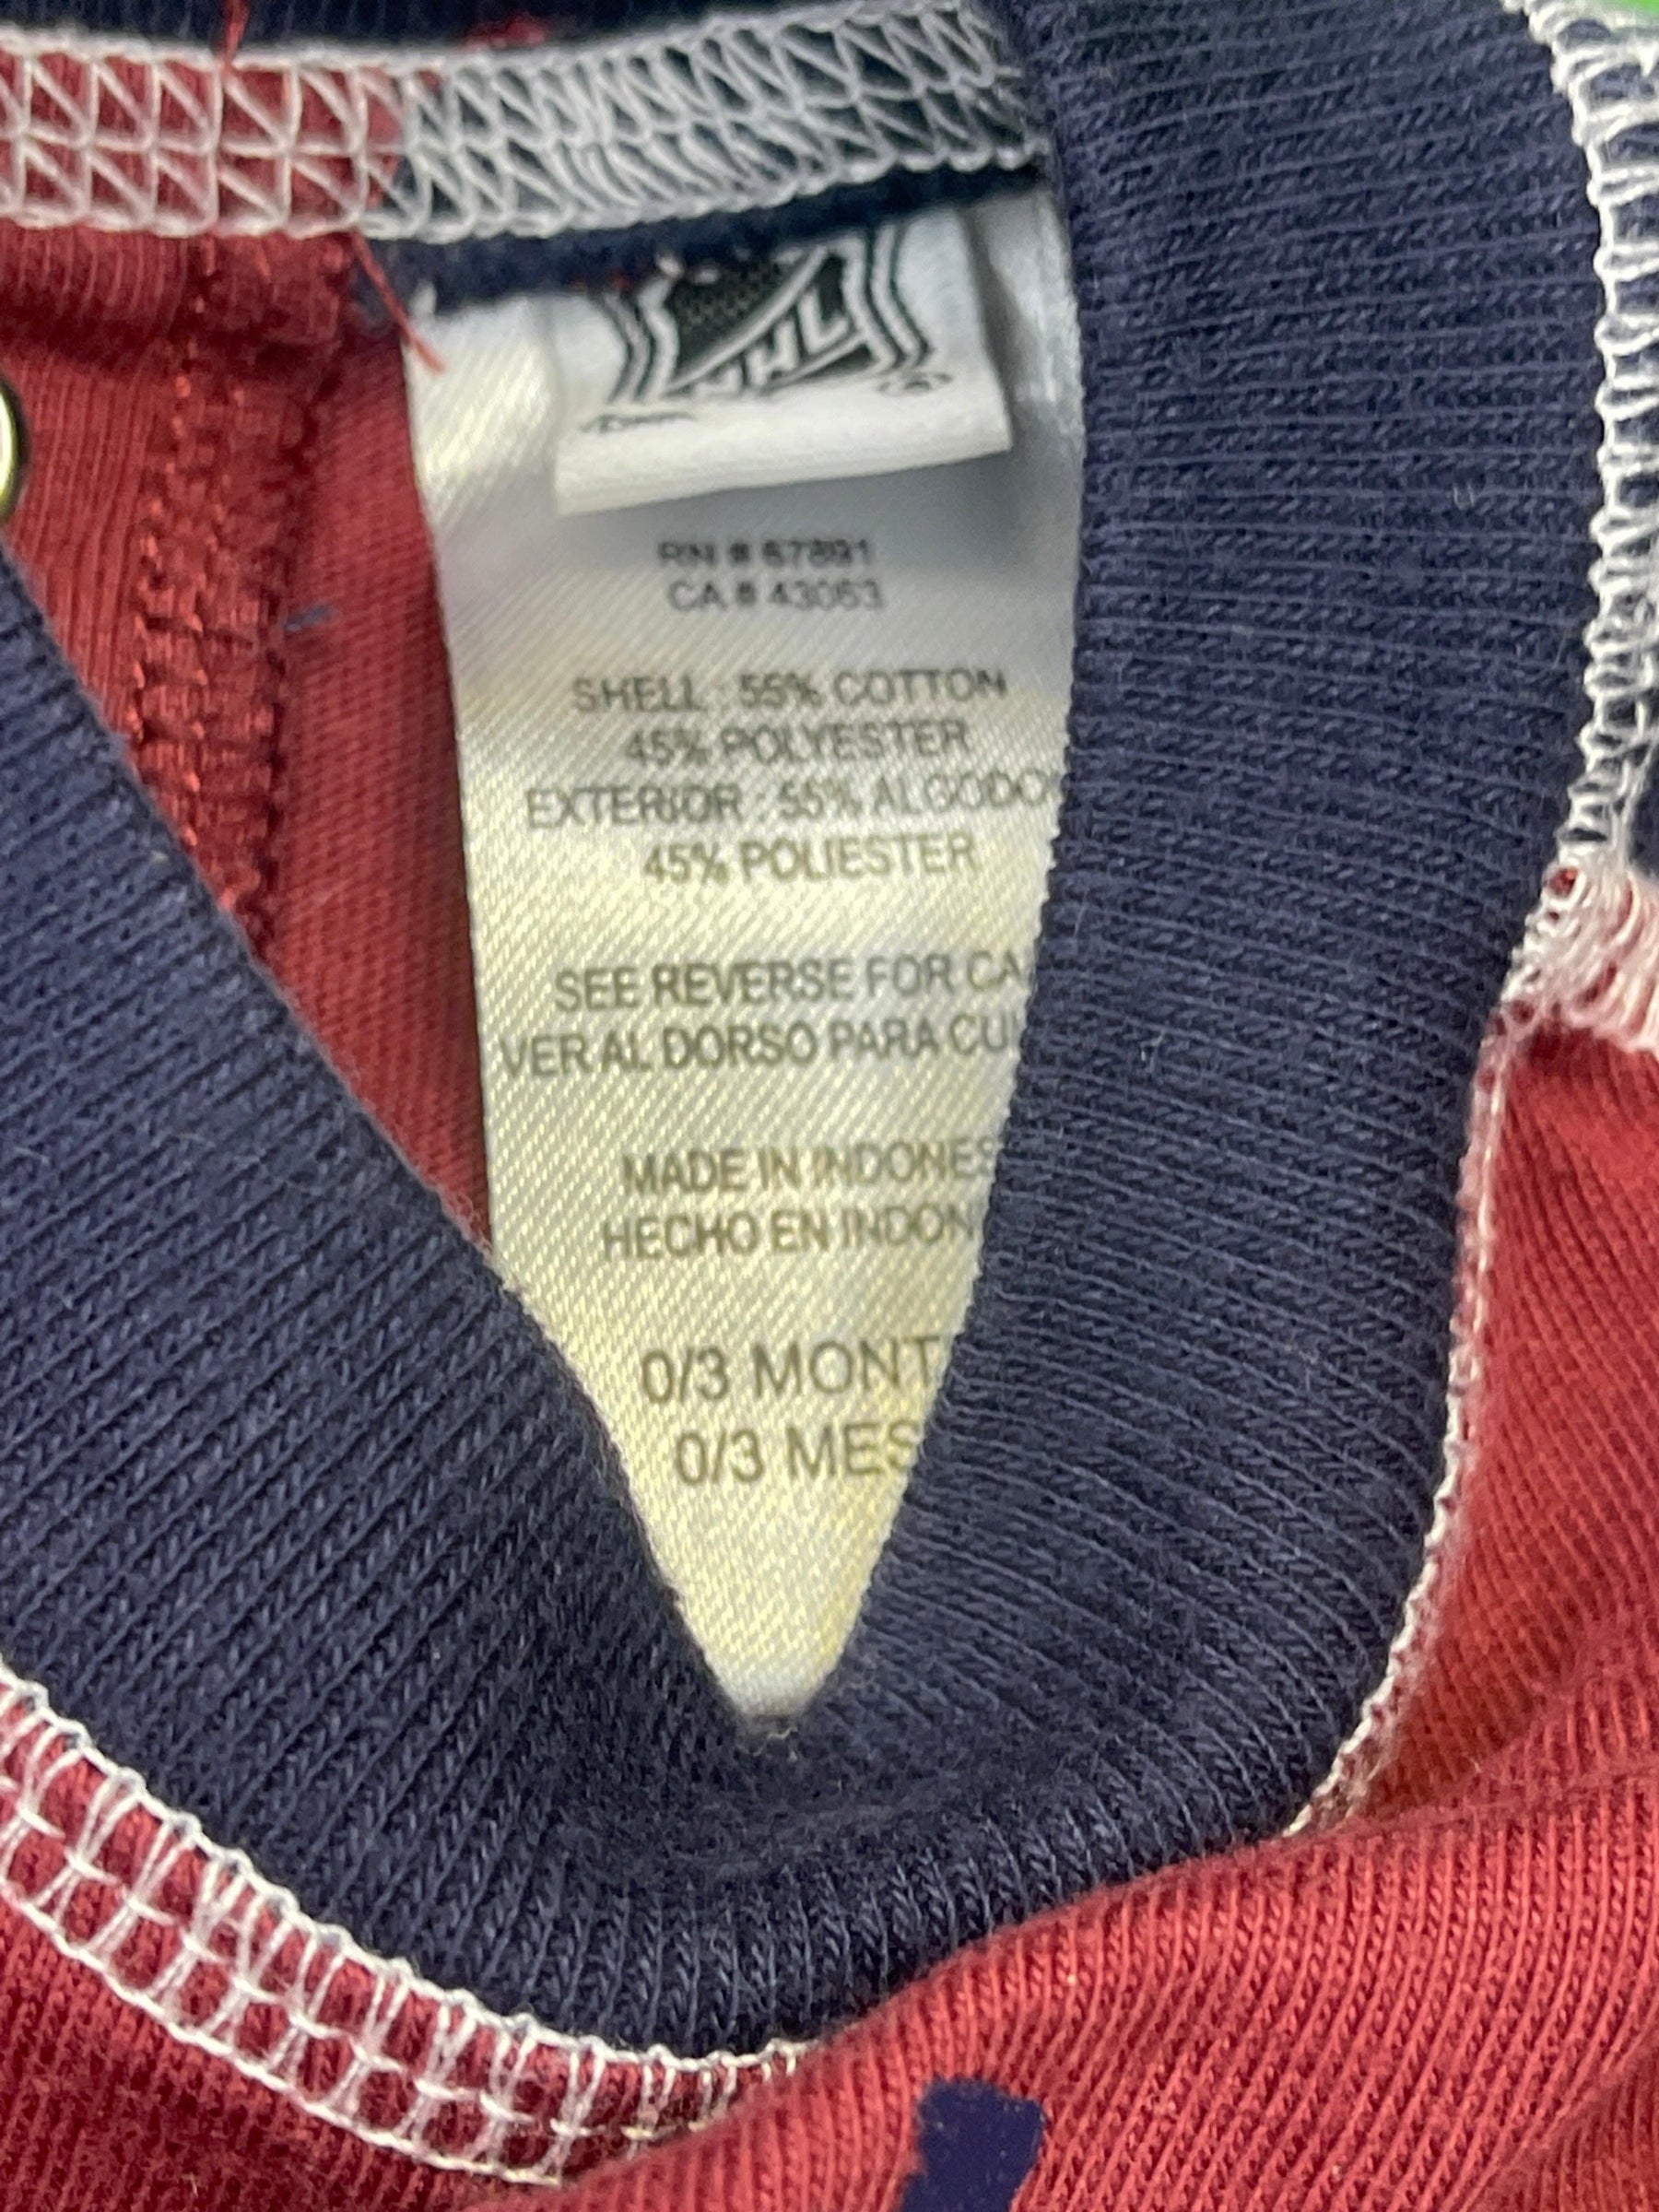 NHL
RN # 67891
CA # 43063
SHELL : 55% COTTON
45% POLYESTER
EXTERIOR : 55% ALGODO
45% POLIESTER
SEE REVERSE FOR CA
VER AL DORSO PARA CUI
MADE IN INDONES
HECHO EN INDON
0/3 MONT
0/3 MES